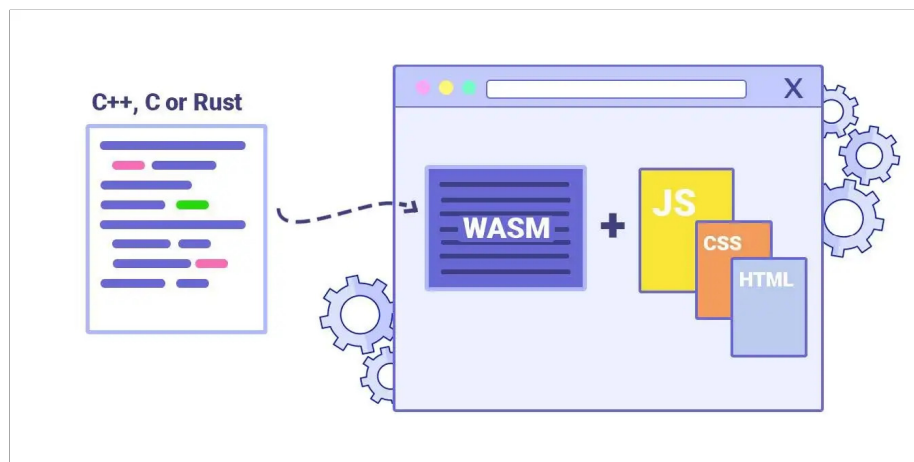 C++, C or Rust
X
WASM
JS
CSS
HTML